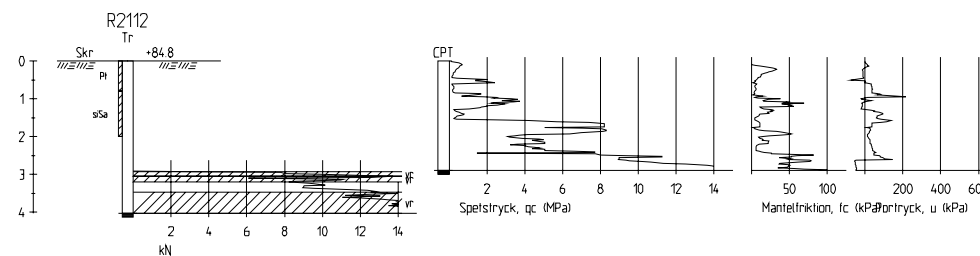 R2112
Tr
Skr
+84.8
CPT
0
Pt
1
siSa
2
3
vr
4
vr
2 4 6 8 10 12 14
kN
2 4 6 8 10 12 14
Spetstryck, qc (MPa)
50 100
Mantelfriktion, fc (kPa)
200 400 600
Portryck, u (kPa)